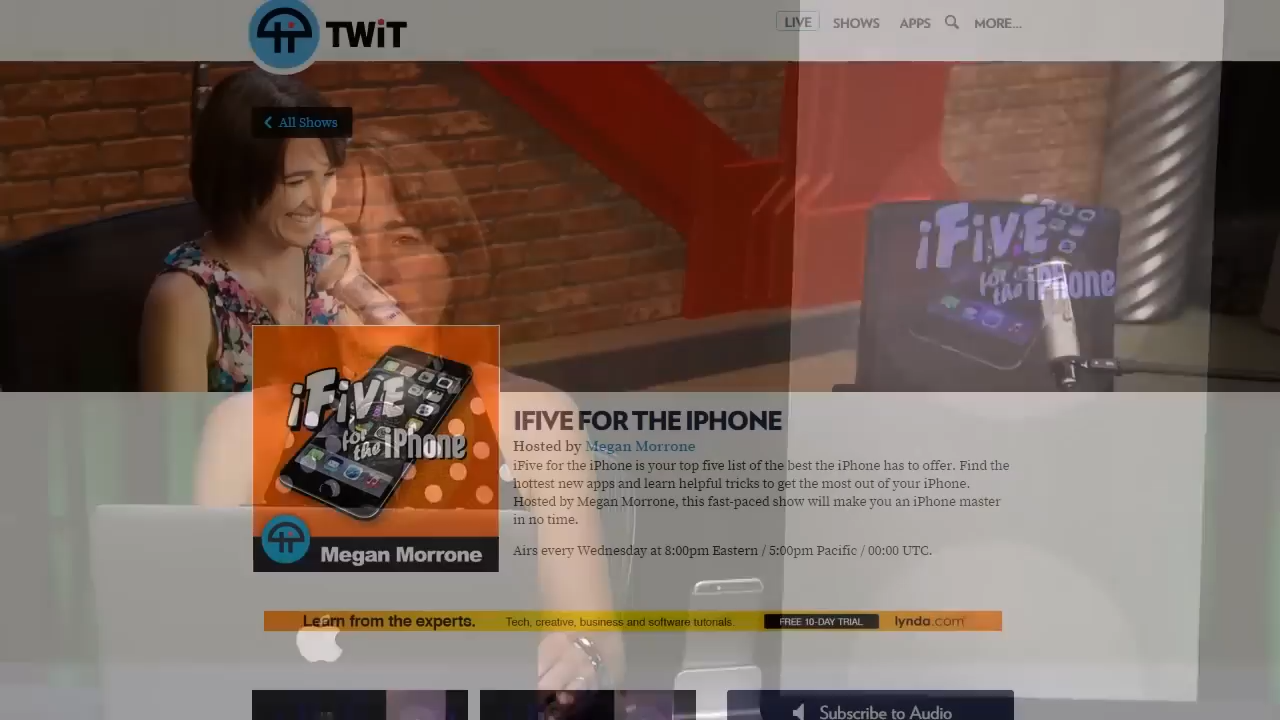 TWiT
LIVE SHOWS APPS MORE...
All Shows
iFIVE
for
the iPhone
iFIVE
for
the iPhone
Megan Morrone
IFIVE FOR THE IPHONE
Hosted by Megan Morrone
iFive for the iPhone is your top five list of the best the iPhone has to offer. Find the
hottest new apps and learn helpful tricks to get the most out of your iPhone.
Hosted by Megan Morrone, this fast-paced show will make you an iPhone master
in no time.
Airs every Wednesday at 8:00pm Eastern / 5:00pm Pacific / 00:00 UTC.
Learn from the experts. Tech, creative, business and software tutorials. FREE 10-DAY TRIAL lynda.com
Subscribe to Audio